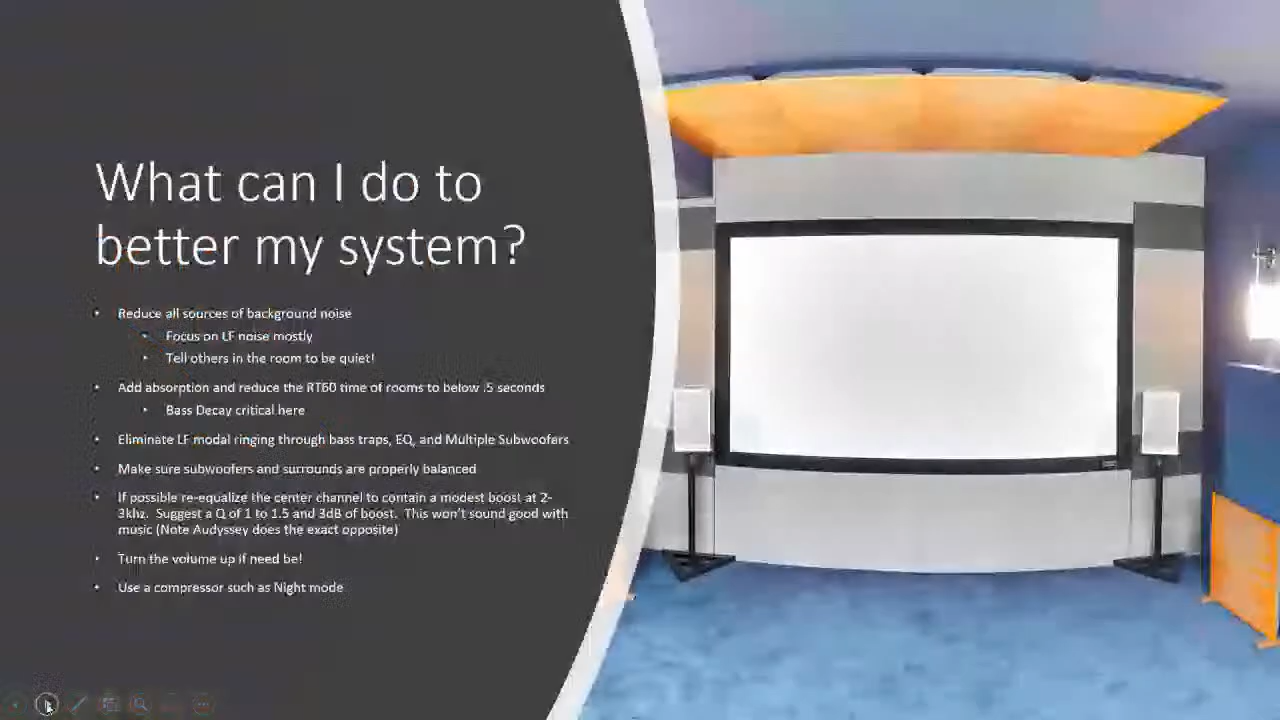 What can I do to
better my system?
Reduce all sources of background noise
Focus on LF noise mostly
Tell others in the room to be quiet!
Add absorption and reduce the RT60 time of rooms to below .5 seconds
Bass Decay critical here
Eliminate LF modal ringing through bass traps, EQ, and Multiple Subwoofers
Make sure subwoofers and surrounds are properly balanced
If possible re-equalize the center channel to contain a modest boost at 2-
3khz. Suggest a Q of 1 to 1.5 and 3dB of boost. This won't sound good with
music (Note Audyssey does the exact opposite)
Turn the volume up if need be!
Use a compressor such as Night mode